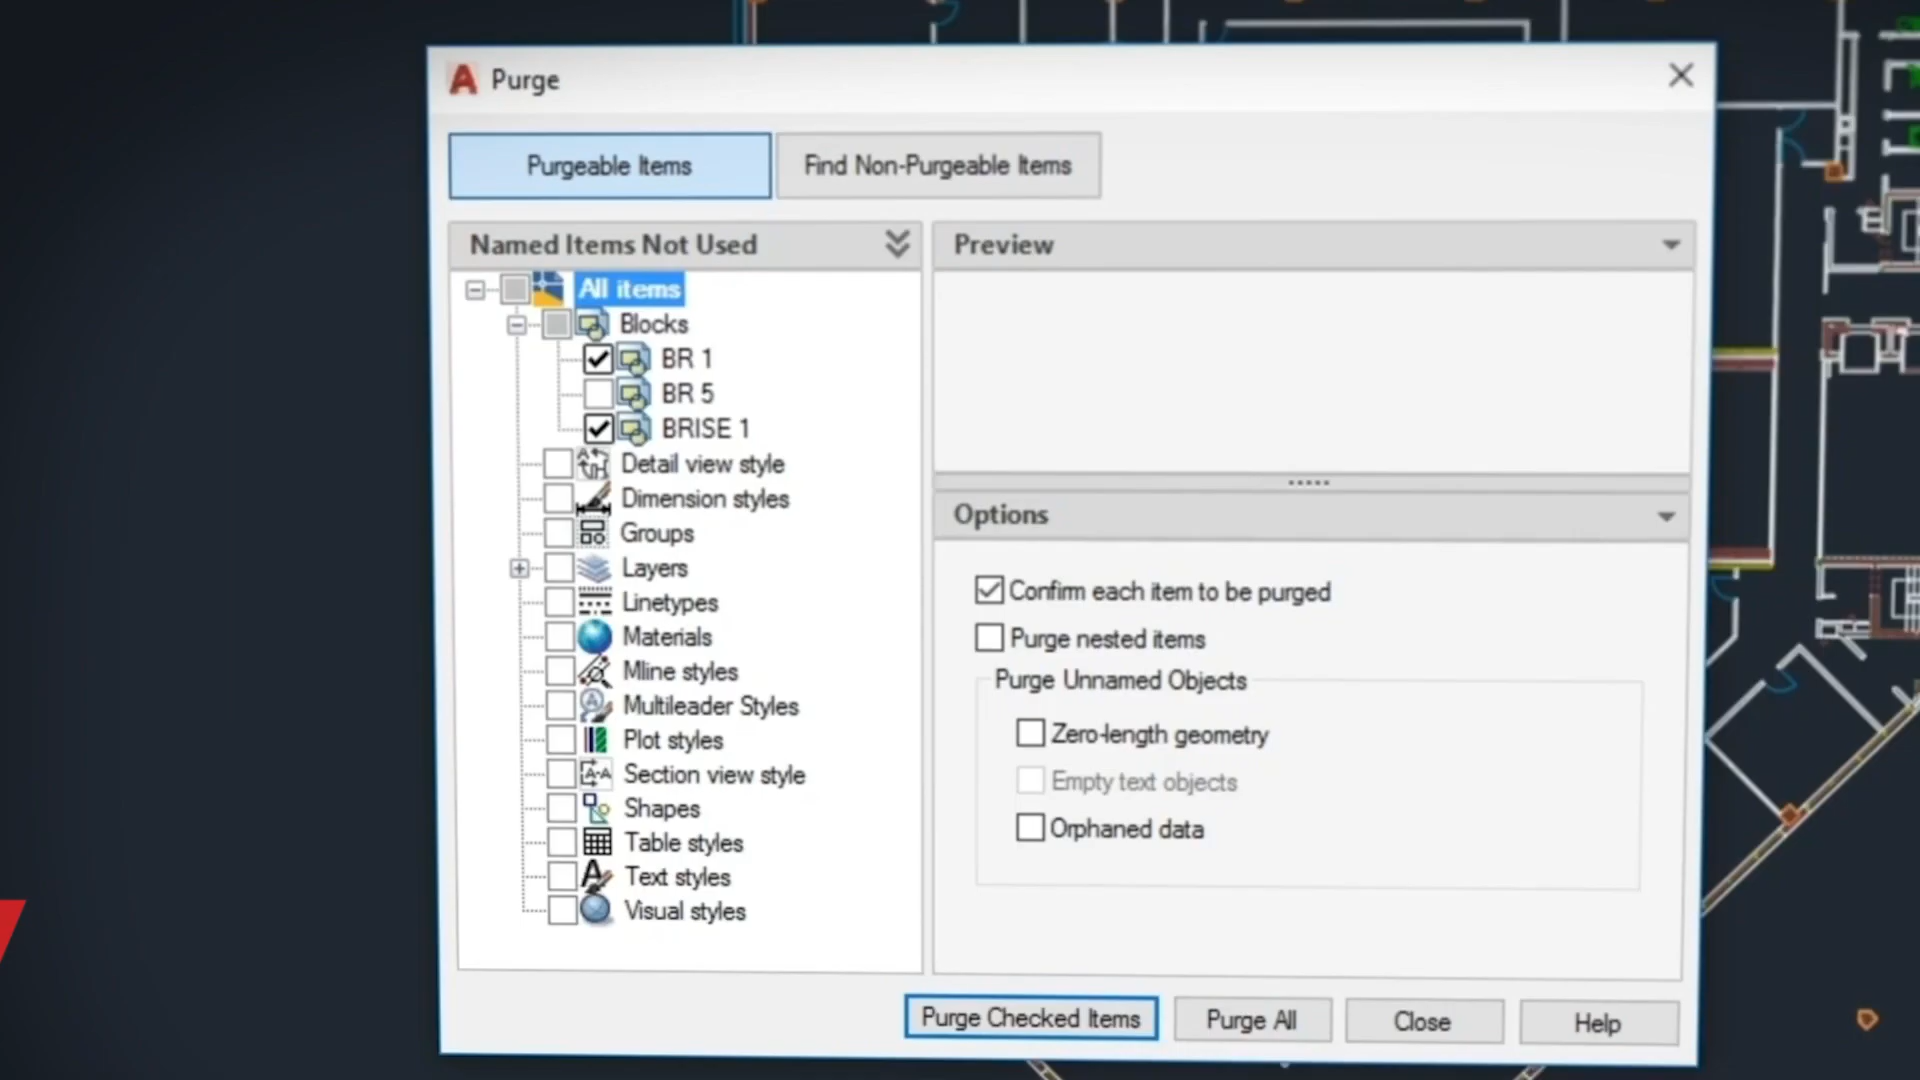 Purge
Purgeable Items
Find Non-Purgeable Items
Named Items Not Used
All items
Blocks
BR 1
BR 5
BRISE 1
Detail view style
Dimension styles
Groups
Layers
Linetypes
Materials
Mline styles
Multileader Styles
Plot styles
Section view style
Shapes
Table styles
Text styles
Visual styles
Preview
Options
Confirm each item to be purged
Purge nested items
Purge Unnamed Objects
Zero-length geometry
Empty text objects
Orphaned data
Purge Checked Items
Purge All
Close
Help